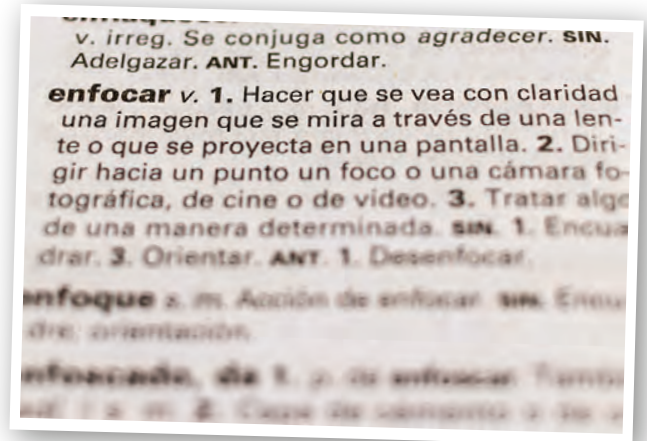 v. irreg. Se conjuga como agradecer. SIN.
Adelgazar. ANT. Engordar.
enfocar v. 1. Hacer que se vea con claridad
una imagen que se mira a través de una len-
te o que se proyecta en una pantalla. 2. Diri-
gir hacia un punto un foco o una cámara fo-
tográfica, de cine o de vídeo. 3. Tratar algo
de una manera determinada. SIN. 1. Encua
drar. 3. Orientar. ANT. 1. Desenfocar.
enfoque s. m. Acción de enfocar. SIN. Encu
dre, orientación.